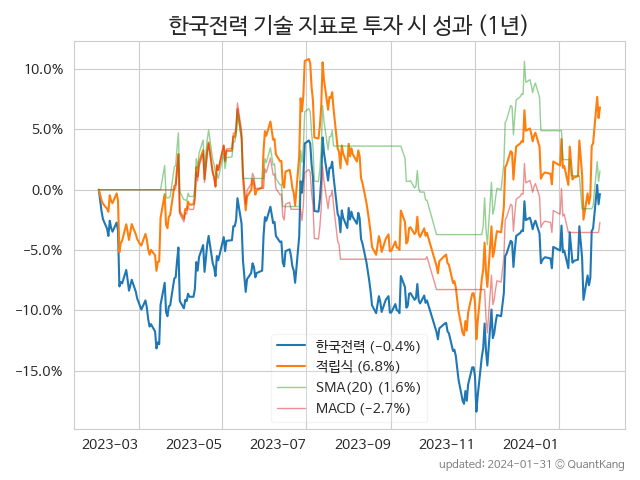 한국전력 기술 지표로 투자 시 성과 (1년)
10.0%
5.0%
0.0%
−5.0%
−10.0%
−15.0%
한국전력 (−0.4%)
적립식 (6.8%)
SMA(20) (1.6%)
MACD (−2.7%)
2023-03 2023-05 2023-07 2023-09 2023-11 2024-01
updated: 2024-01-31 © QuantKang